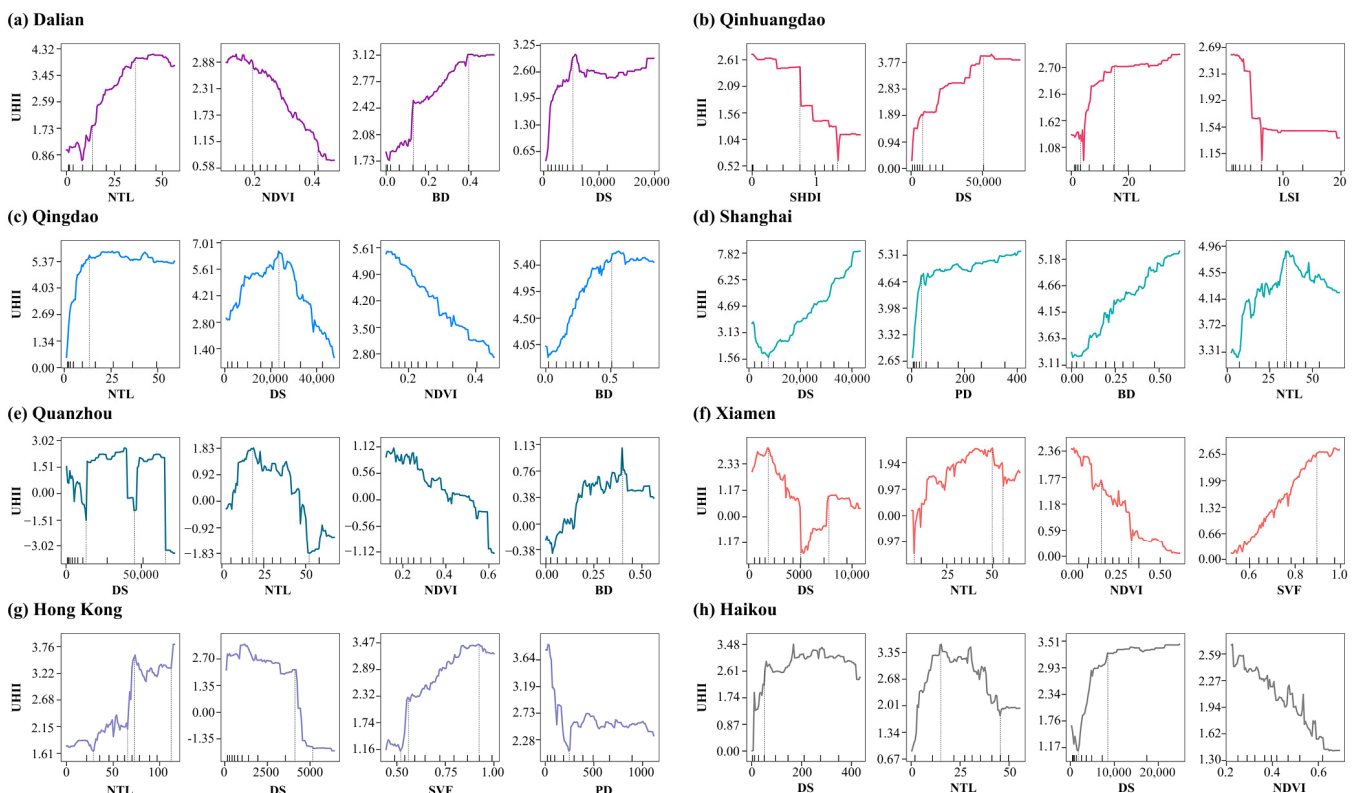 (a) Dalian
UHII
4.32
3.45
2.59
1.73
0.86
0 25 50
NTL
2.88
2.31
1.73
1.15
0.58
0.2 0.4
NDVI
3.12
2.77
2.42
2.08
1.73
0.0 0.2 0.4
BD
3.25
2.60
1.95
1.30
0.65
0 10,000 20,000
DS
(b) Qinhuangdao
UHII
2.61
2.09
1.56
1.04
0.52
0 1
SHDI
3.77
2.83
1.89
0.94
0.00
0 50,000
DS
2.70
2.16
1.62
1.08
0 20
NTL
2.69
2.31
1.92
1.54
1.15
10 20
LSI
(c) Qingdao
UHII
5.37
4.03
2.69
1.34
0.00
0 25 50
NTL
7.01
5.61
4.21
2.80
1.40
0 20,000 40,000
DS
5.61
4.90
4.20
3.50
2.80
0.2 0.4
NDVI
5.40
4.95
4.50
4.05
0.0 0.5
BD
(d) Shanghai
UHII
7.82
6.25
4.69
3.13
1.56
0 20,000 40,000
DS
5.31
4.64
3.98
3.32
2.65
0 200 400
PD
5.18
4.66
4.15
3.63
3.11
0.00 0.25 0.50
BD
4.96
4.55
4.14
3.72
3.31
0 25 50
NTL
(e) Quanzhou
UHII
3.02
1.51
0.00
−1.51
−3.02
0 50,000
DS
1.83
0.92
0.00
−0.92
−1.83
0 25 50
NTL
1.12
0.56
0.00
−0.56
−1.12
0.2 0.4 0.6
NDVI
1.13
0.75
0.38
0.00
−0.38
0.00 0.25 0.50
BD
(f) Xiamen
UHII
2.33
1.17
0.00
1.17
0 5000 10,000
DS
1.94
0.97
0.00
0.97
25 50
NTL
2.36
1.77
1.18
0.59
0.00
0.00 0.25 0.50
NDVI
2.65
1.99
1.32
0.66
0.00
0.6 0.8 1.0
SVF
(g) Hong Kong
UHII
3.76
3.22
2.69
2.15
1.61
0 50 100
NTL
2.70
1.35
0.00
−1.35
0 2500 5000
DS
3.47
2.89
2.32
1.74
1.16
0.50 0.75 1.00
SVF
3.64
3.19
2.73
2.28
0 500 1000
PD
(h) Haikou
UHII
3.48
2.61
1.74
0.87
0.00
0 200 400
DS
3.35
2.68
2.01
1.34
0.67
0 25 50
NTL
3.51
2.93
2.34
1.76
1.17
0 10,000 20,000
DS
2.59
2.27
1.94
1.62
1.30
0.2 0.4 0.6
NDVI